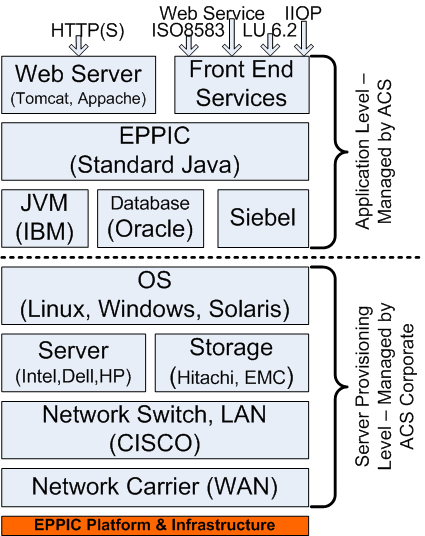 Web Service IIOP
HTTP(S) ISO8583 LU 6.2
Web Server
(Tomcat, Appache)
Front End
Services
EPPIC
(Standard Java)
JVM
(IBM)
Database
(Oracle)
Siebel
Application Level –
Managed by ACS
OS
(Linux, Windows, Solaris)
Server
(Intel,Dell,HP)
Storage
(Hitachi, EMC)
Network Switch, LAN
(CISCO)
Network Carrier (WAN)
Server Provisioning
Level – Managed by
ACS Corporate
EPPIC Platform & Infrastructure